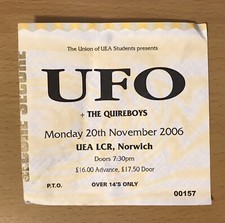 The Union of UEA Students presents
UFO
+ THE QUIREBOYS
Monday 20th November 2006
UEA LCR, Norwich
Doors 7:30pm
£16.00 Advance, £17.50 Door
P.T.O.
OVER 14'S ONLY
00157